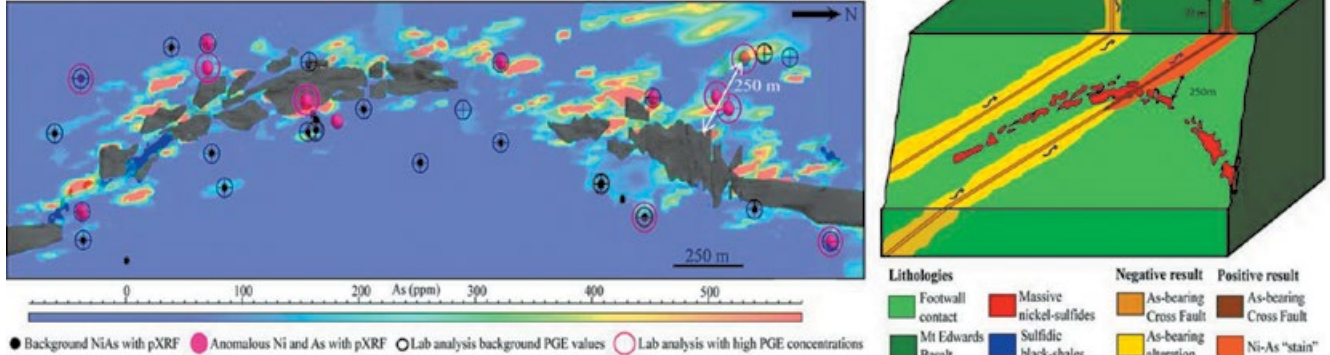 N
250 m
250 m
As (ppm)
0 100 200 300 400 500
Background NiAs with pXRF Anomalous Ni and As with pXRF Lab analysis background PGE values Lab analysis with high PGE concentrations
250m
Lithologies Negative result Positive result
Footwall contact
Massive nickel-sulfides
As-bearing Cross Fault
As-bearing Cross Fault
Mt Edwards
Sulfidic black-shales
As-bearing
Ni-As "stain"